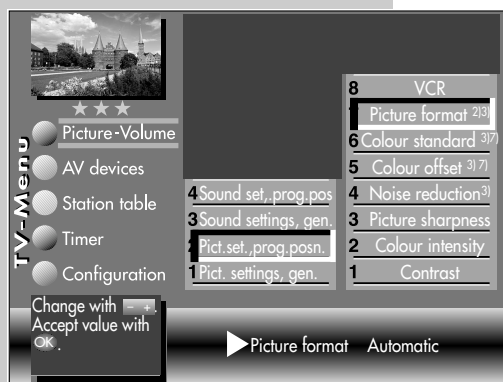 TV-Menu
Picture-Volume
AV devices
Station table
Timer
Configuration
4 Sound set,.prog.pos
3 Sound settings, gen.
Pict.set.,prog.posn.
1 Pict. settings, gen.
8 VCR
Picture format 2)3)
6 Colour standard 3)7)
5 Colour offset 3) 7)
4 Noise reduction 3)
3 Picture sharpness
2 Colour intensity
1 Contrast
Change with - + .
Accept value with
OK .
Picture format Automatic